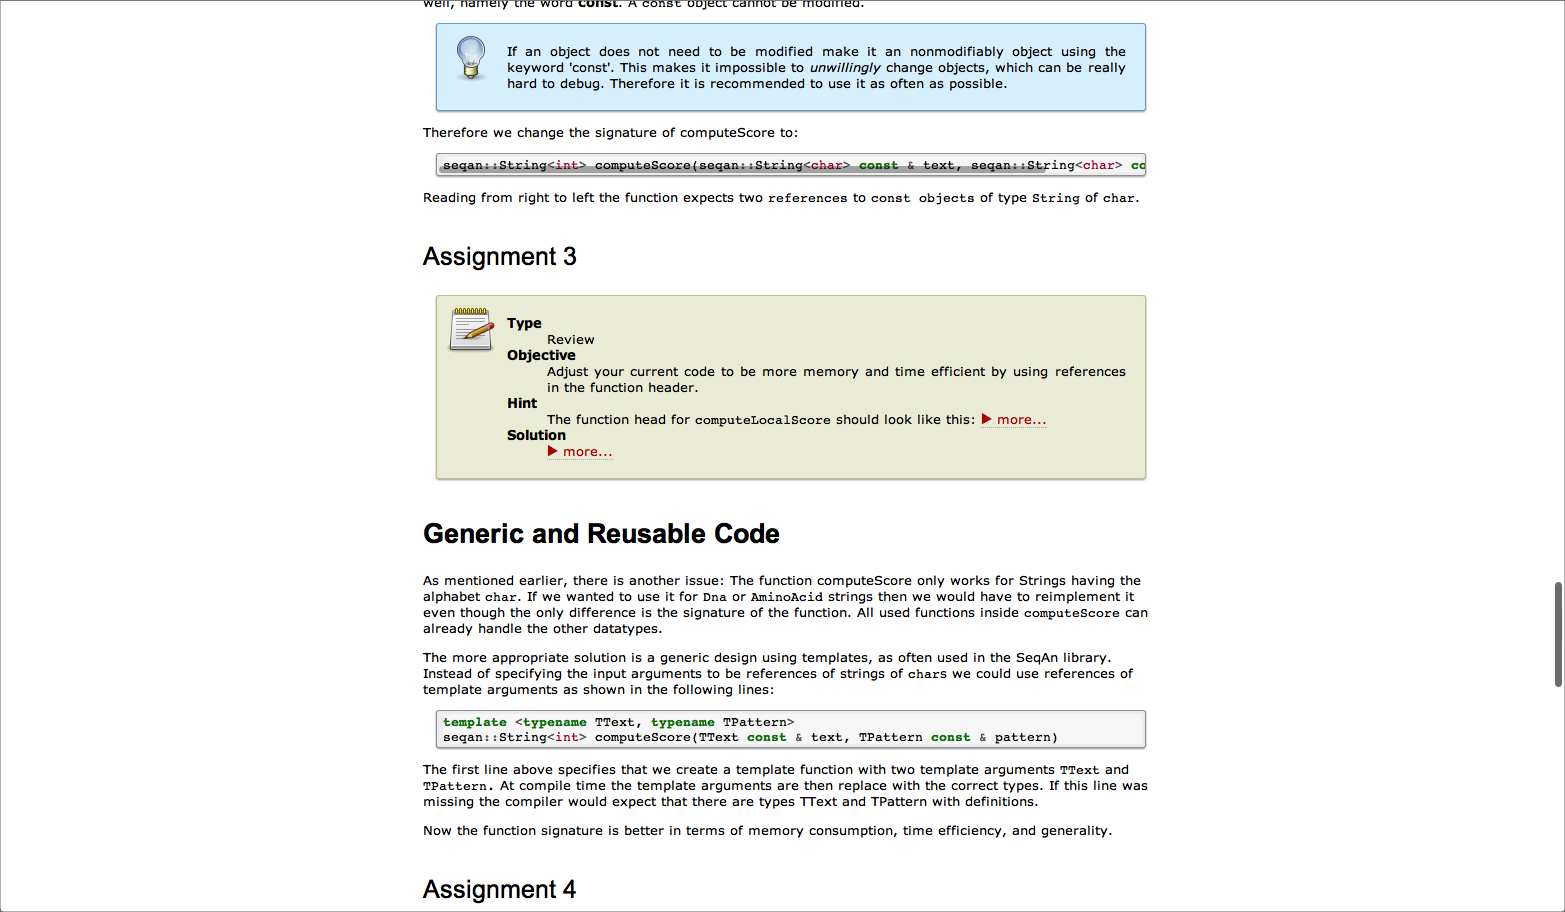 well, namely the word const. A const object cannot be modified.
If an object does not need to be modified make it an nonmodifiably object using the
keyword 'const'. This makes it impossible to unwillingly change objects, which can be really
hard to debug. Therefore it is recommended to use it as often as possible.
Therefore we change the signature of computeScore to:
seqan::String<int> computeScore(seqan::String<char> const & text, seqan::String<char> co
Reading from right to left the function expects two references to const objects of type String of char.
Assignment 3
Type
Review
Objective
Adjust your current code to be more memory and time efficient by using references
in the function header.
Hint
The function head for computeLocalScore should look like this: ▶ more...
Solution
▶ more...
Generic and Reusable Code
As mentioned earlier, there is another issue: The function computeScore only works for Strings having the
alphabet char. If we wanted to use it for Dna or AminoAcid strings then we would have to reimplement it
even though the only difference is the signature of the function. All used functions inside computeScore can
already handle the other datatypes.
The more appropriate solution is a generic design using templates, as often used in the SeqAn library.
Instead of specifying the input arguments to be references of strings of chars we could use references of
template arguments as shown in the following lines:
template <typename TText, typename TPattern>
seqan::String<int> computeScore(TText const & text, TPattern const & pattern)
The first line above specifies that we create a template function with two template arguments TText and
TPattern. At compile time the template arguments are then replace with the correct types. If this line was
missing the compiler would expect that there are types TText and TPattern with definitions.
Now the function signature is better in terms of memory consumption, time efficiency, and generality.
Assignment 4